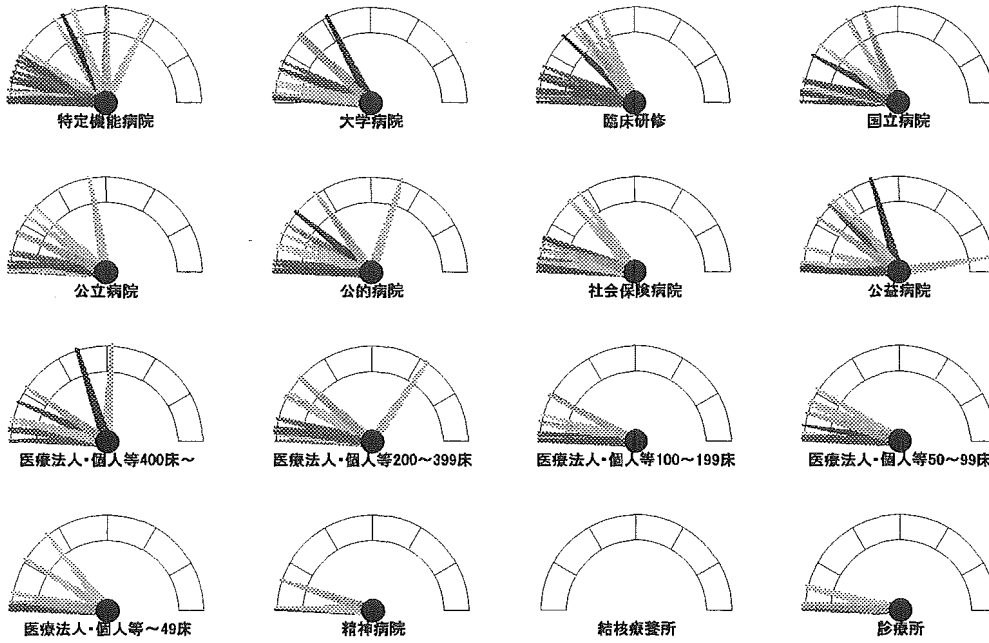 特定機能病院
大学病院
臨床研修
国立病院
公立病院
公的病院
社会保険病院
公益病院
医療法人・個人等400床～
医療法人・個人等200～399床
医療法人・個人等100～199床
医療法人・個人等50～99床
医療法人・個人等～49床
精神病院
結核療養所
診療所